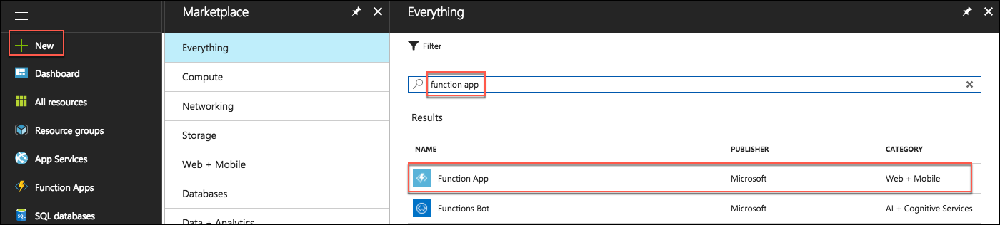 New
Dashboard
All resources
Resource groups
App Services
Function Apps
SQL databases
Marketplace
Everything
Compute
Networking
Storage
Web + Mobile
Databases
Data + Analytics
Everything
Filter
function app
Results
NAME PUBLISHER CATEGORY
Function App Microsoft Web + Mobile
Functions Bot Microsoft AI + Cognitive Services